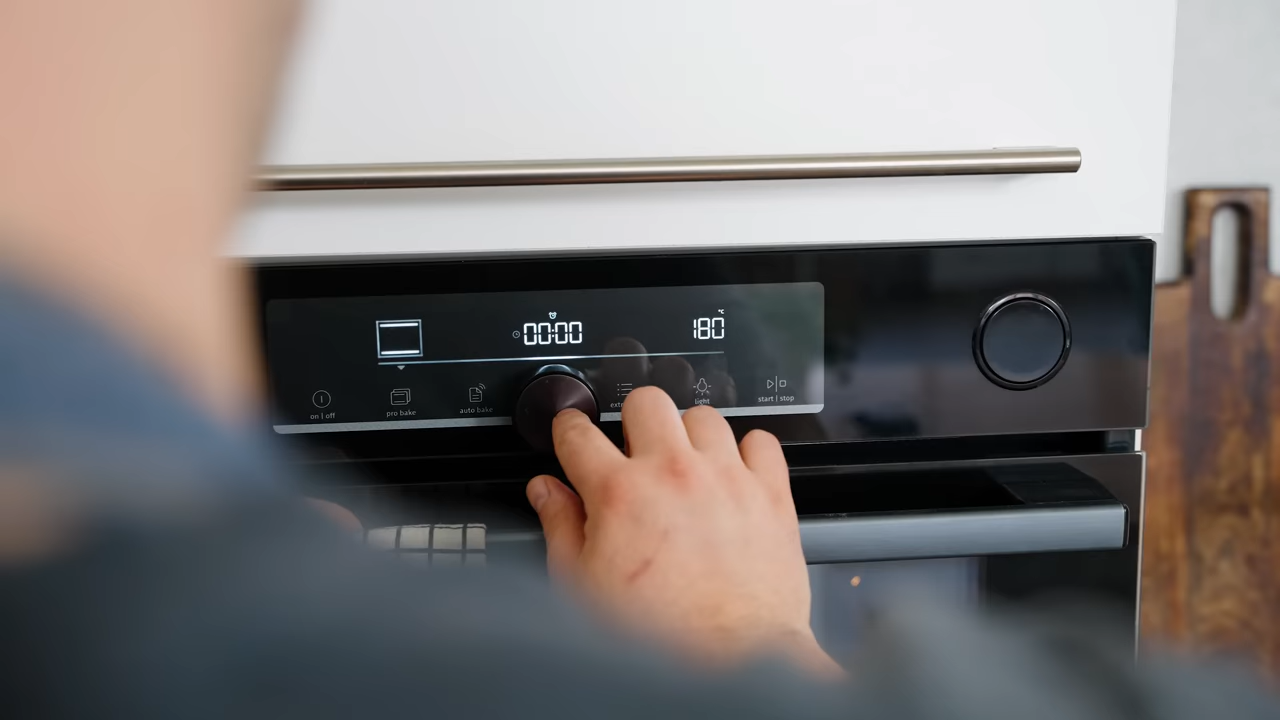 00:00
180
°C
on | off
pro bake
auto bake
light
start | stop